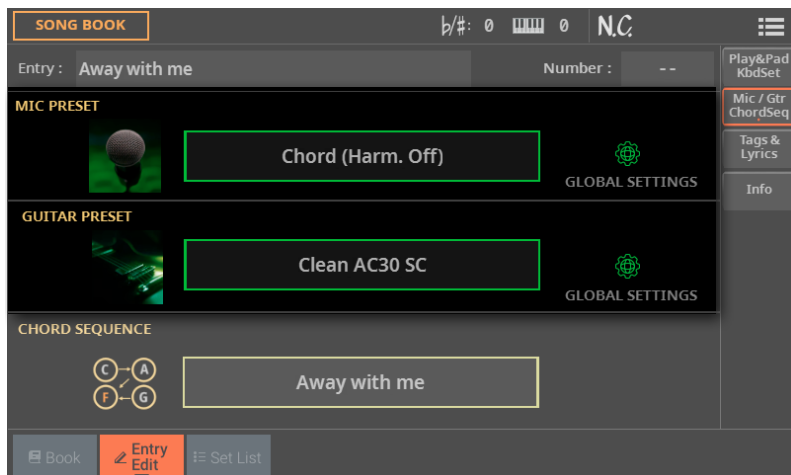 SONG BOOK
♭/#: 0 0 N.C.
Entry : Away with me Number : --
Play&Pad
KbdSet
MIC PRESET
Mic / Gtr
ChordSeq
Chord (Harm. Off)
Tags &
Lyrics
GLOBAL SETTINGS
Info
GUITAR PRESET
Clean AC30 SC
GLOBAL SETTINGS
CHORD SEQUENCE
C A
F G
Away with me
Book
Entry
Edit
Set List